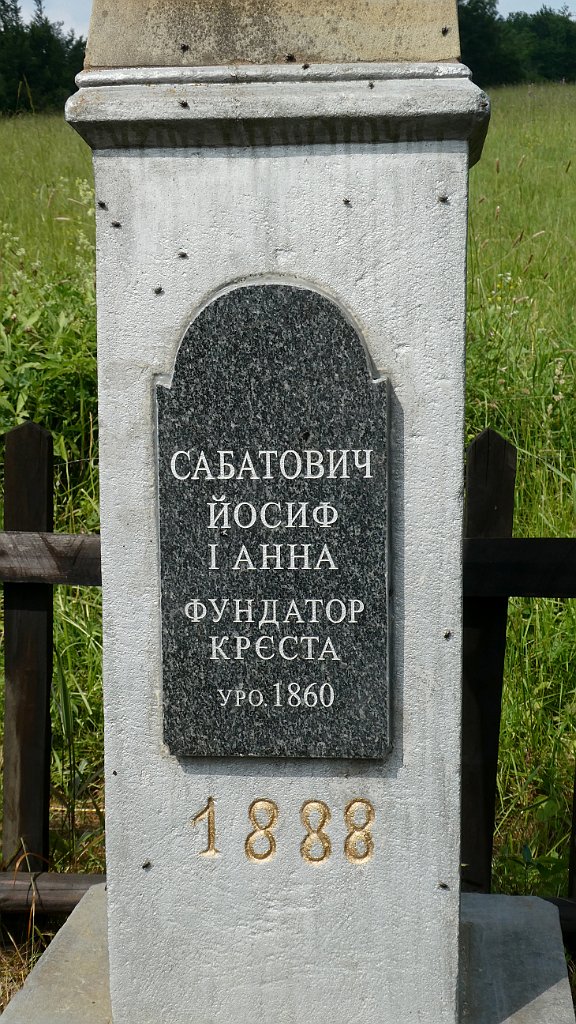 САБАТОВИЧ
ЙОСИФ
І АННА
ФУНДАТОР
КРЄСТА
УРО. 1860
1888